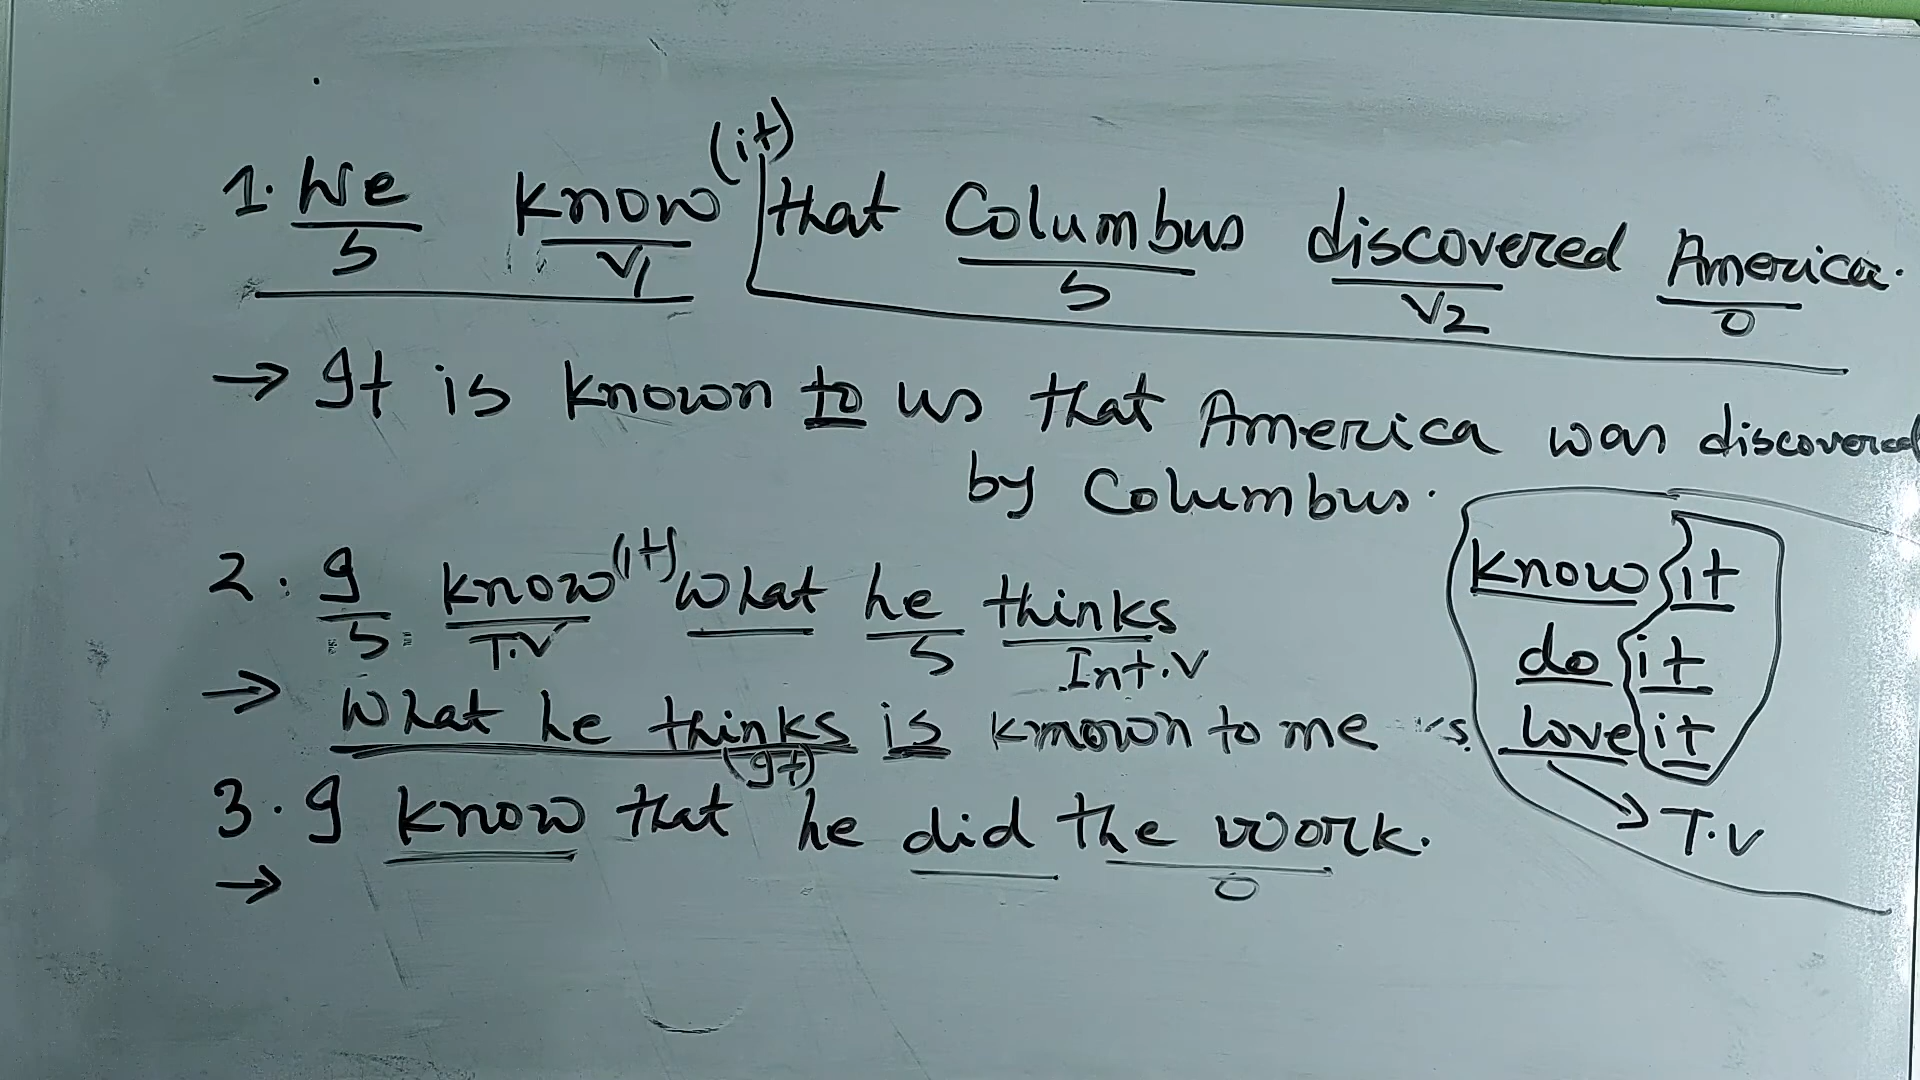 (it)
1. We know that Columbus discovered America.
S V1 S V2 O
→ It is known to us that America was discovered
by Columbus.
2. I know (it) what he thinks
S T.V S Int.V
→ What he thinks is known to me
(It)
3. I know that he did the work.
O
→
know it
do it
love it
→ T.V